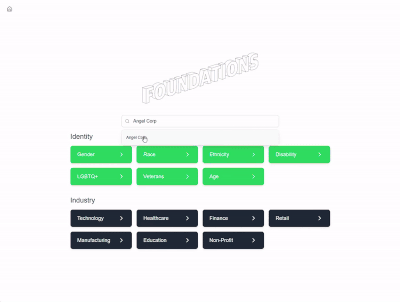 FOUNDATIONS
Angel Corp
Angel Corp
Identity
Gender
Race
Ethnicity
Disability
LGBTQ+
Veterans
Age
Industry
Technology
Healthcare
Finance
Retail
Manufacturing
Education
Non-Profit